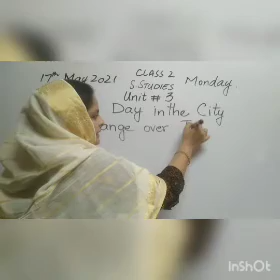 17th May 2021 CLASS 2 Monday
S. STUDIES
Unit # 3
Day in the City
ange over T
InShOt